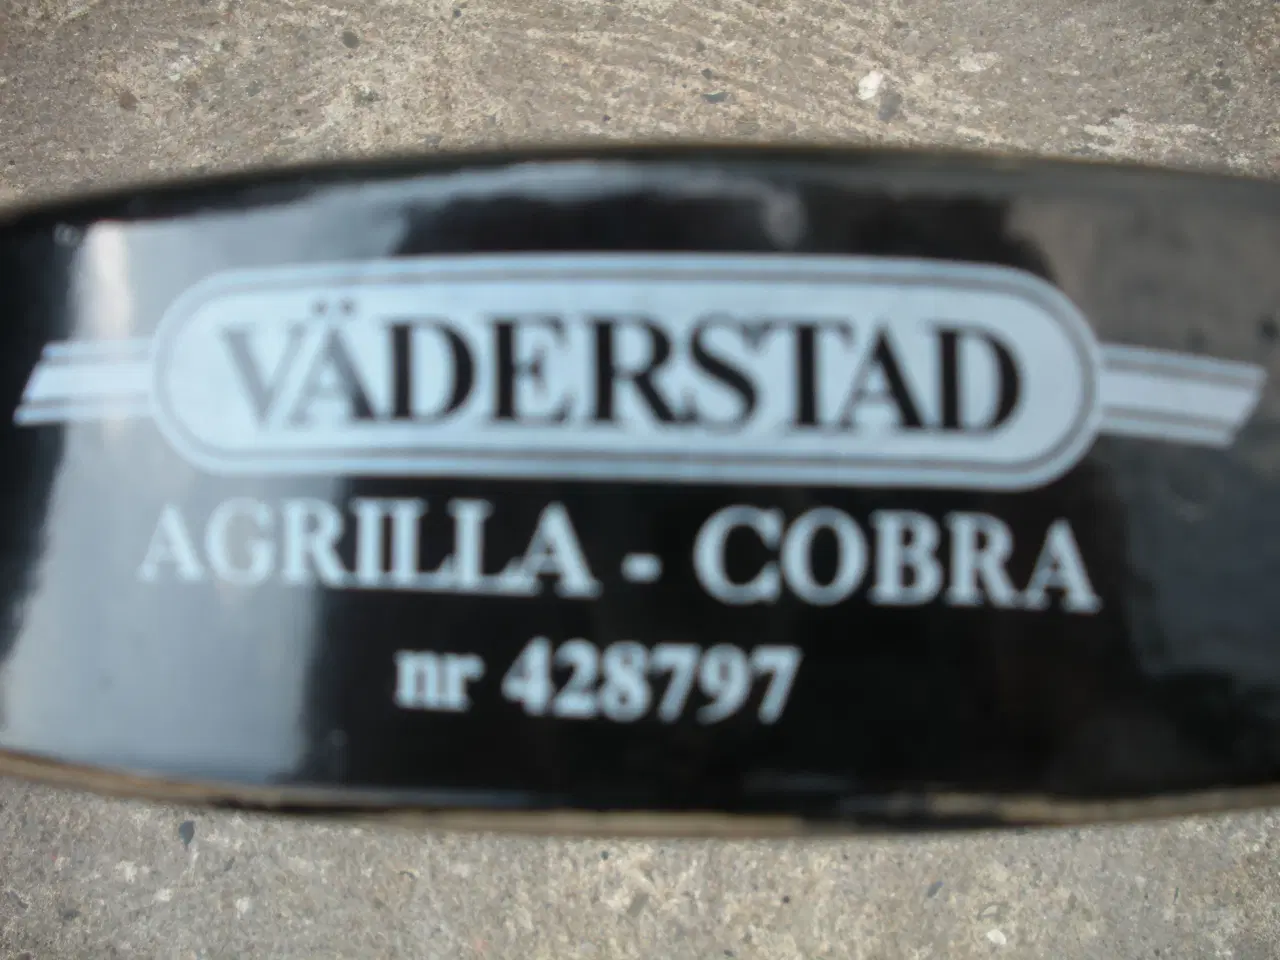 VÄDERSTAD
AGRILLA - COBRA
nr 428797